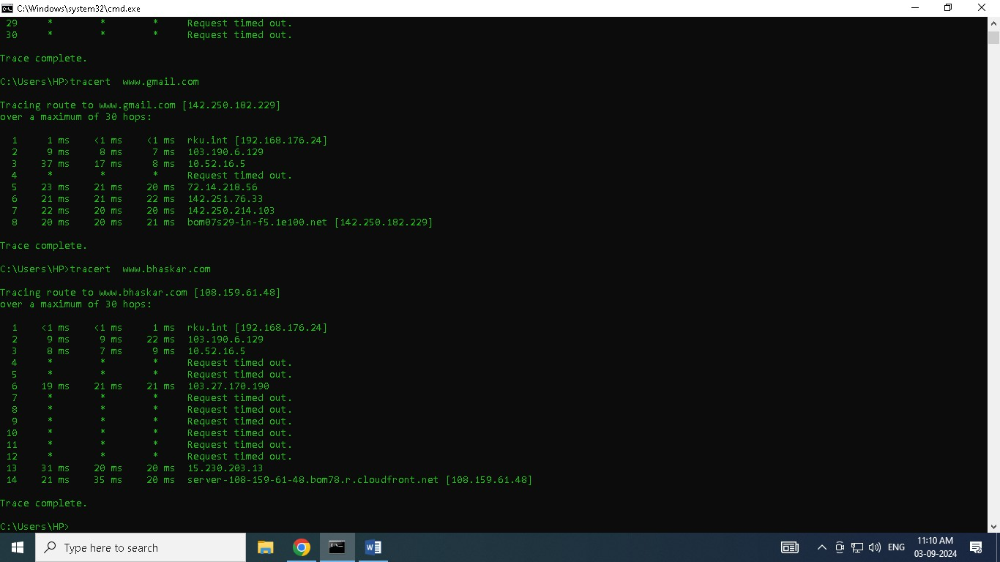 C:\Windows\system32\cmd.exe
29 * * * Request timed out.
30 * * * Request timed out.
Trace complete.
C:\Users\HP>tracert  www.gmail.com
Tracing route to www.gmail.com [142.250.182.229]
over a maximum of 30 hops:
1 1 ms <1 ms <1 ms rku.int [192.168.176.24]
2 9 ms 8 ms 7 ms 103.190.6.129
3 37 ms 17 ms 8 ms 10.52.16.5
4 * * * Request timed out.
5 23 ms 21 ms 20 ms 72.14.218.56
6 21 ms 21 ms 22 ms 142.251.76.33
7 22 ms 20 ms 20 ms 142.250.214.103
8 20 ms 20 ms 21 ms bom07s29-in-f5.1e100.net [142.250.182.229]
Trace complete.
C:\Users\HP>tracert  www.bhaskar.com
Tracing route to www.bhaskar.com [108.159.61.48]
over a maximum of 30 hops:
1 <1 ms <1 ms 1 ms rku.int [192.168.176.24]
2 9 ms 9 ms 22 ms 103.190.6.129
3 8 ms 7 ms 9 ms 10.52.16.5
4 * * * Request timed out.
5 * * * Request timed out.
6 19 ms 21 ms 21 ms 103.27.170.190
7 * * * Request timed out.
8 * * * Request timed out.
9 * * * Request timed out.
10 * * * Request timed out.
11 * * * Request timed out.
12 * * * Request timed out.
13 31 ms 20 ms 20 ms 15.230.203.13
14 21 ms 35 ms 20 ms server-108-159-61-48.bom78.r.cloudfront.net [108.159.61.48]
Trace complete.
C:\Users\HP>
Type here to search
ENG
11:10 AM
03-09-2024